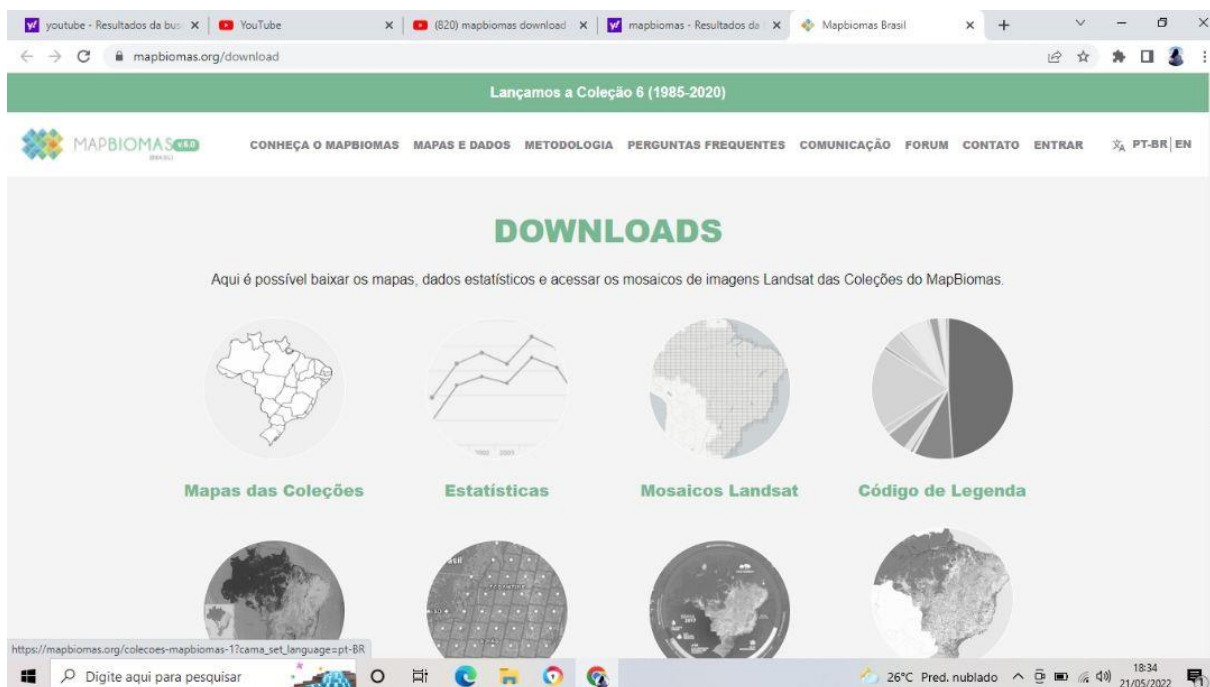 youtube - Resultados da bus
YouTube
(820) mapbiomas download
mapbiomas - Resultados da
Mapbiomas Brasil
mapbiomas.org/download
Lançamos a Coleção 6 (1985-2020)
MAPBIOMAS v 6.0
CONHEÇA O MAPBIOMAS MAPAS E DADOS METODOLOGIA PERGUNTAS FREQUENTES COMUNICAÇÃO FORUM CONTATO ENTRAR PT-BR| EN
DOWNLOADS
Aqui é possível baixar os mapas, dados estatísticos e acessar os mosaicos de imagens Landsat das Coleções do MapBiomas.
Mapas das Coleções
Estatísticas
Mosaicos Landsat
Código de Legenda
https://mapbiomas.org/colecoes-mapbiomas-1?cama_set_language=pt-BR
Digite aqui para pesquisar
26°C Pred. nublado
18:34
21/05/2022